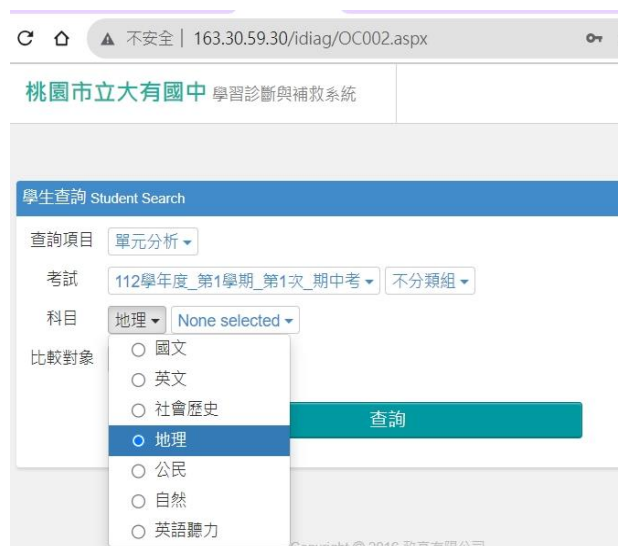 不安全 | 163.30.59.30/idiag/OC002.aspx
桃園市立大有國中 學習診斷與補救系統
學生查詢 Student Search
查詢項目 單元分析
考試 112學年度_第1學期_第1次_期中考 不分類組
科目 地理 None selected
比較對象
國文
英文
社會歷史
地理
公民
自然
英語聽力
查詢